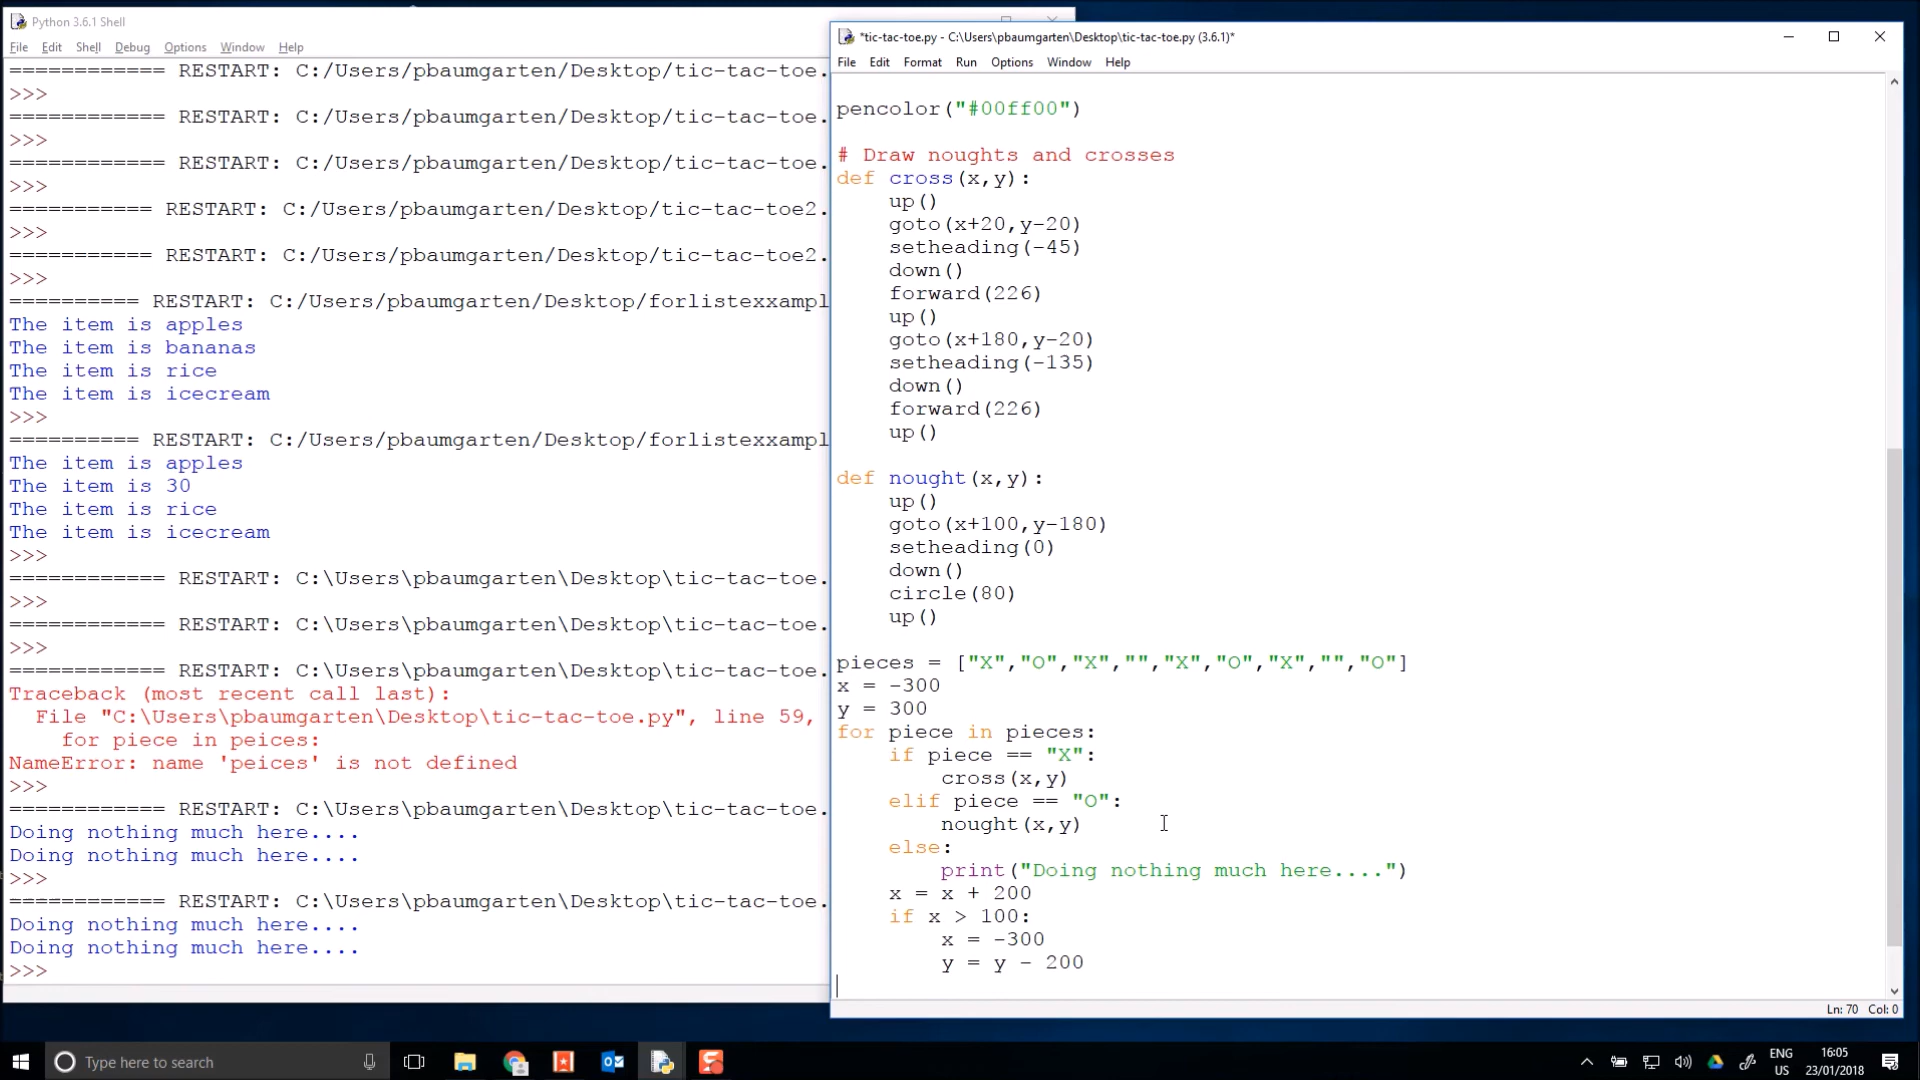 Python 3.6.1 Shell
File Edit Shell Debug Options Window Help
============ RESTART: C:/Users/pbaumgarten/Desktop/tic-tac-toe.
>>>
============ RESTART: C:/Users/pbaumgarten/Desktop/tic-tac-toe.
>>>
============ RESTART: C:/Users/pbaumgarten/Desktop/tic-tac-toe.
>>>
=========== RESTART: C:/Users/pbaumgarten/Desktop/tic-tac-toe2.
>>>
=========== RESTART: C:/Users/pbaumgarten/Desktop/tic-tac-toe2.
>>>
========== RESTART: C:/Users/pbaumgarten/Desktop/forlistexxampl
The item is apples
The item is bananas
The item is rice
The item is icecream
>>>
========== RESTART: C:/Users/pbaumgarten/Desktop/forlistexxampl
The item is apples
The item is 30
The item is rice
The item is icecream
>>>
============ RESTART: C:\Users\pbaumgarten\Desktop\tic-tac-toe.
>>>
============ RESTART: C:\Users\pbaumgarten\Desktop\tic-tac-toe.
>>>
============ RESTART: C:\Users\pbaumgarten\Desktop\tic-tac-toe.
Traceback (most recent call last):
  File "C:\Users\pbaumgarten\Desktop\tic-tac-toe.py", line 59,
    for piece in peices:
NameError: name 'peices' is not defined
>>>
============ RESTART: C:\Users\pbaumgarten\Desktop\tic-tac-toe.
Doing nothing much here....
Doing nothing much here....
>>>
============ RESTART: C:\Users\pbaumgarten\Desktop\tic-tac-toe.
Doing nothing much here....
Doing nothing much here....
>>>
*tic-tac-toe.py - C:\Users\pbaumgarten\Desktop\tic-tac-toe.py (3.6.1)*
File Edit Format Run Options Window Help
pencolor("#00ff00")
# Draw noughts and crosses
def cross(x,y):
    up()
    goto(x+20,y-20)
    setheading(-45)
    down()
    forward(226)
    up()
    goto(x+180,y-20)
    setheading(-135)
    down()
    forward(226)
    up()
def nought(x,y):
    up()
    goto(x+100,y-180)
    setheading(0)
    down()
    circle(80)
    up()
pieces = ["X","O","X","","X","O","X","","O"]
x = -300
y = 300
for piece in pieces:
    if piece == "X":
        cross(x,y)
    elif piece == "O":
        nought(x,y)
    else:
        print("Doing nothing much here....")
    x = x + 200
    if x > 100:
        x = -300
        y = y - 200
Ln: 70 Col: 0
Type here to search
ENG
US
16:05
23/01/2018